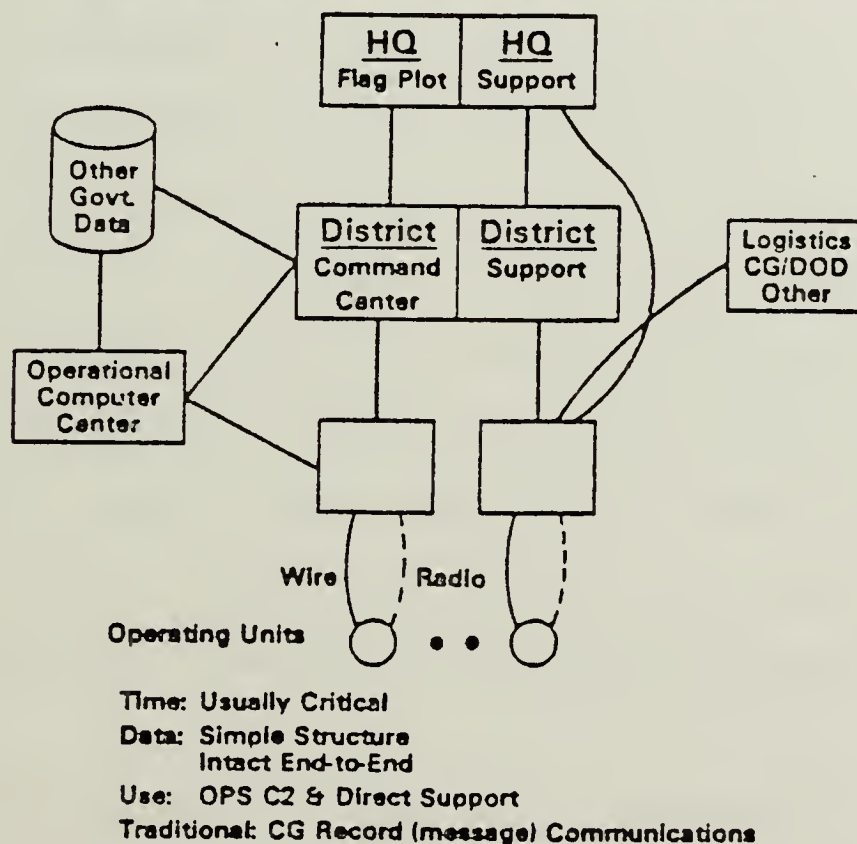 HQ
Flag Plot
HQ
Support
Other
Govt.
Data
District
Command
Canter
District
Support
Logistics
CG/DOD
Other
Operational
Computer
Canter
Wire
Radio
Operating Units
Time: Usually Critical
Data: Simple Structure
Intact End-to-End
Use: OPS C2 & Direct Support
Traditional: CG Record (message) Communications